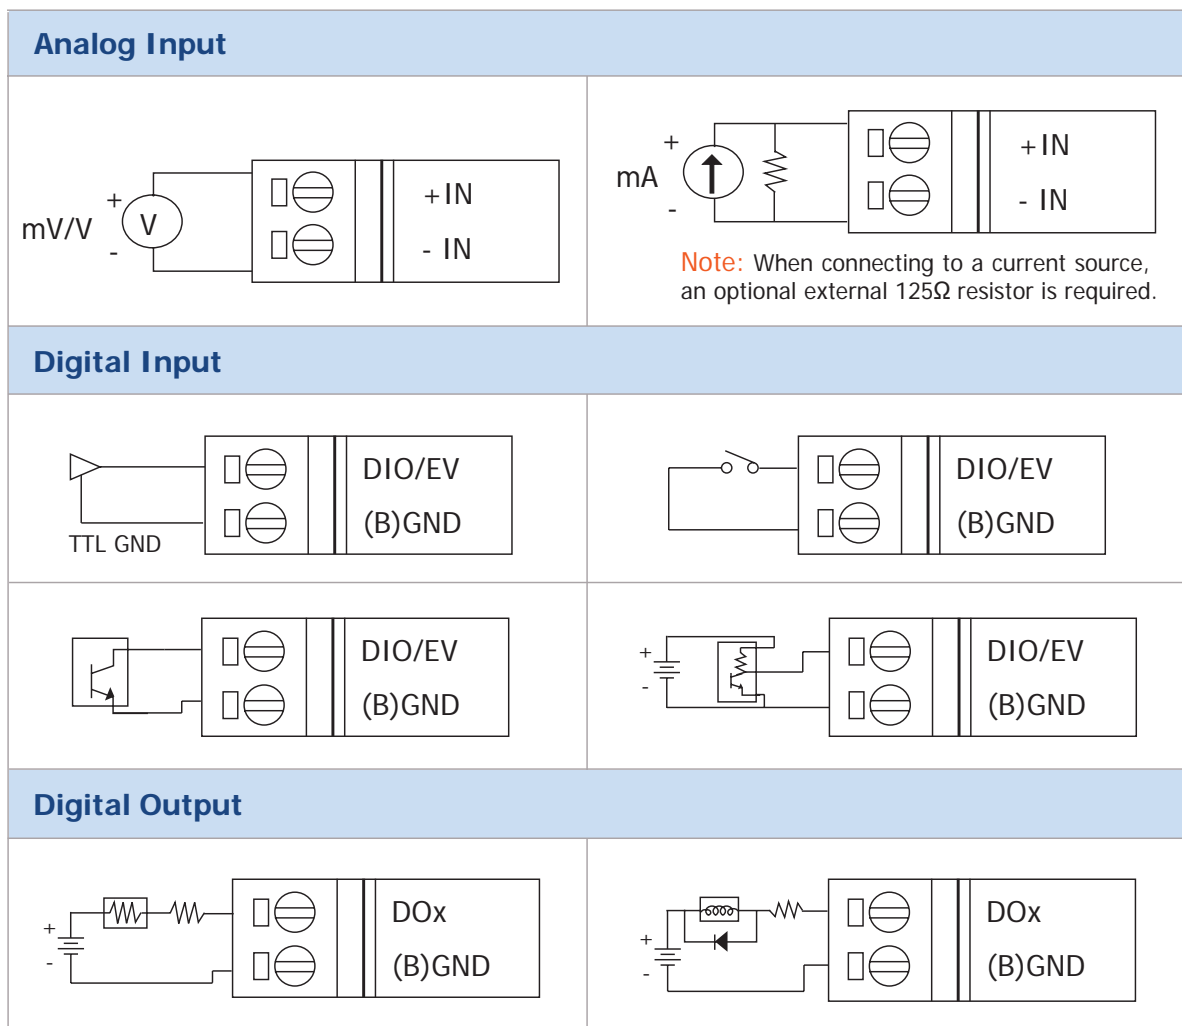 Analog Input
+
mV/V
V
-
+IN
- IN
+
mA
-
+IN
- IN
Note: When connecting to a current source,
an optional external 125Ω resistor is required.
Digital Input
TTL GND
DIO/EV
(B)GND
DIO/EV
(B)GND
DIO/EV
(B)GND
+
-
DIO/EV
(B)GND
Digital Output
+
-
DOx
(B)GND
+
-
DOx
(B)GND